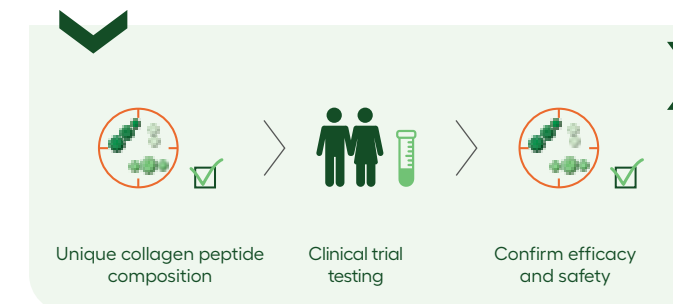 Unique collagen peptide
composition
Clinical trial
testing
Confirm efficacy
and safety